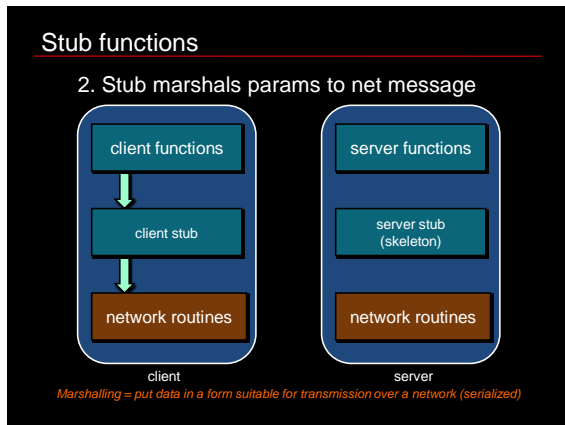 Stub functions
2. Stub marshals params to net message
client functions
client stub
network routines
client
server functions
server stub
(skeleton)
network routines
server
Marshalling = put data in a form suitable for transmission over a network (serialized)